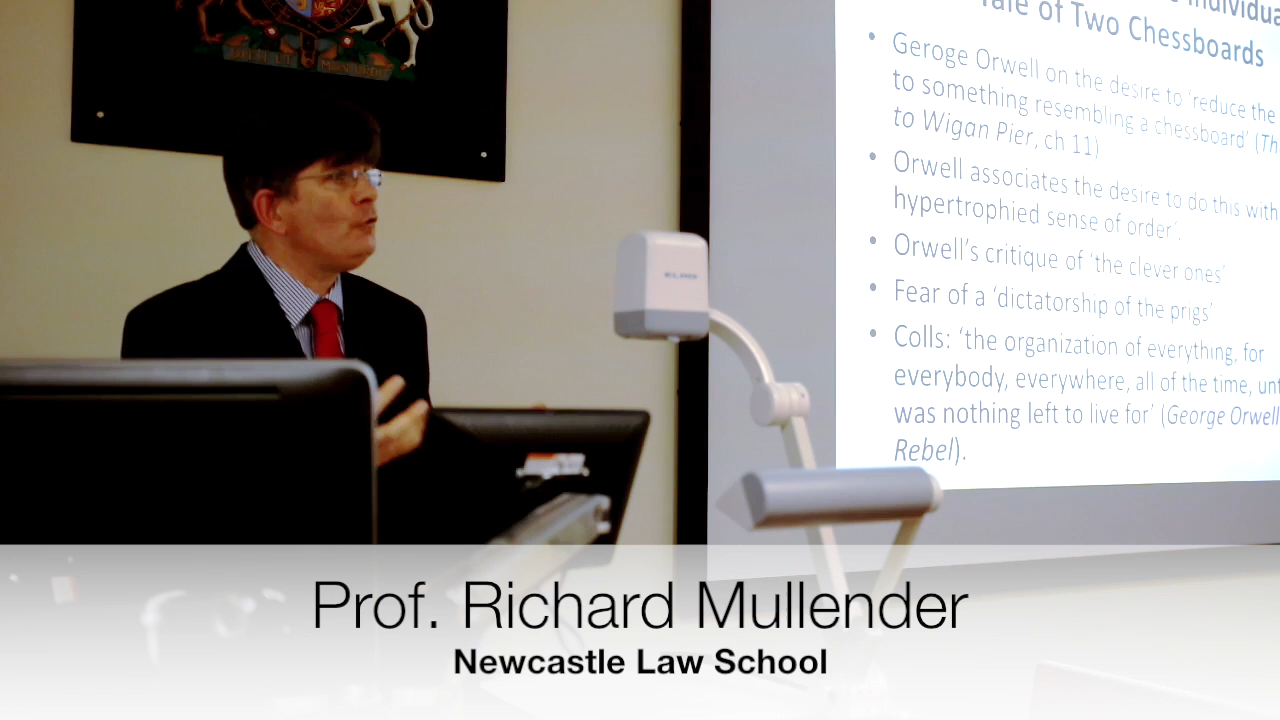 Individua
Tale of Two Chessboards
• Geroge Orwell on the desire to 'reduce the
to something resembling a chessboard' (Th
to Wigan Pier, ch 11)
• Orwell associates the desire to do this with
hypertrophied sense of order'.
• Orwell's critique of 'the clever ones'
• Fear of a 'dictatorship of the prigs'
• Colls: 'the organization of everything, for
everybody, everywhere, all of the time, unt
was nothing left to live for' (George Orwell
Rebel).
ELMO
Prof. Richard Mullender
Newcastle Law School